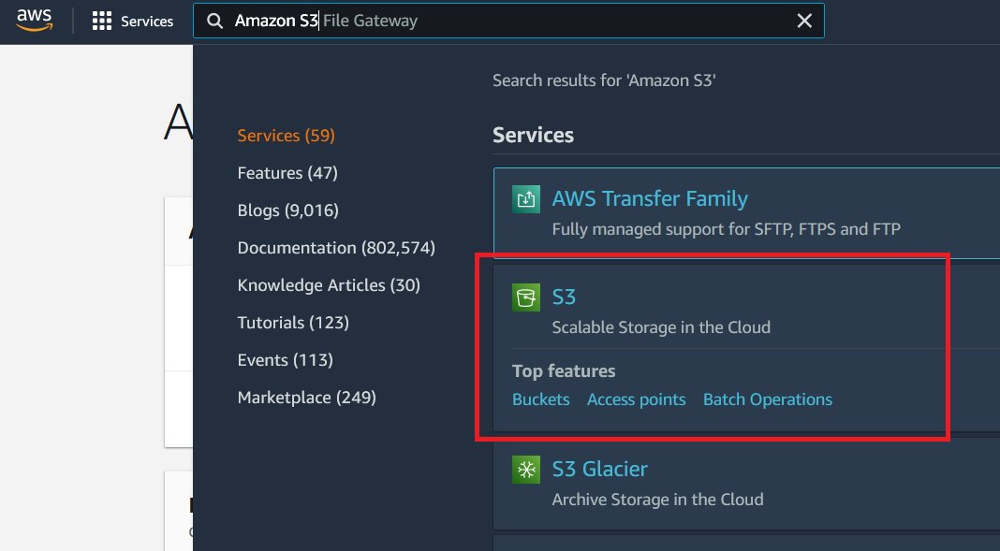 aws
Services
Amazon S3 File Gateway
A
Search results for 'Amazon S3'
Services (59)
Features (47)
Blogs (9,016)
Documentation (802,574)
Knowledge Articles (30)
Tutorials (123)
Events (113)
Marketplace (249)
Services
AWS Transfer Family
Fully managed support for SFTP, FTPS and FTP
S3
Scalable Storage in the Cloud
Top features
Buckets Access points Batch Operations
S3 Glacier
Archive Storage in the Cloud